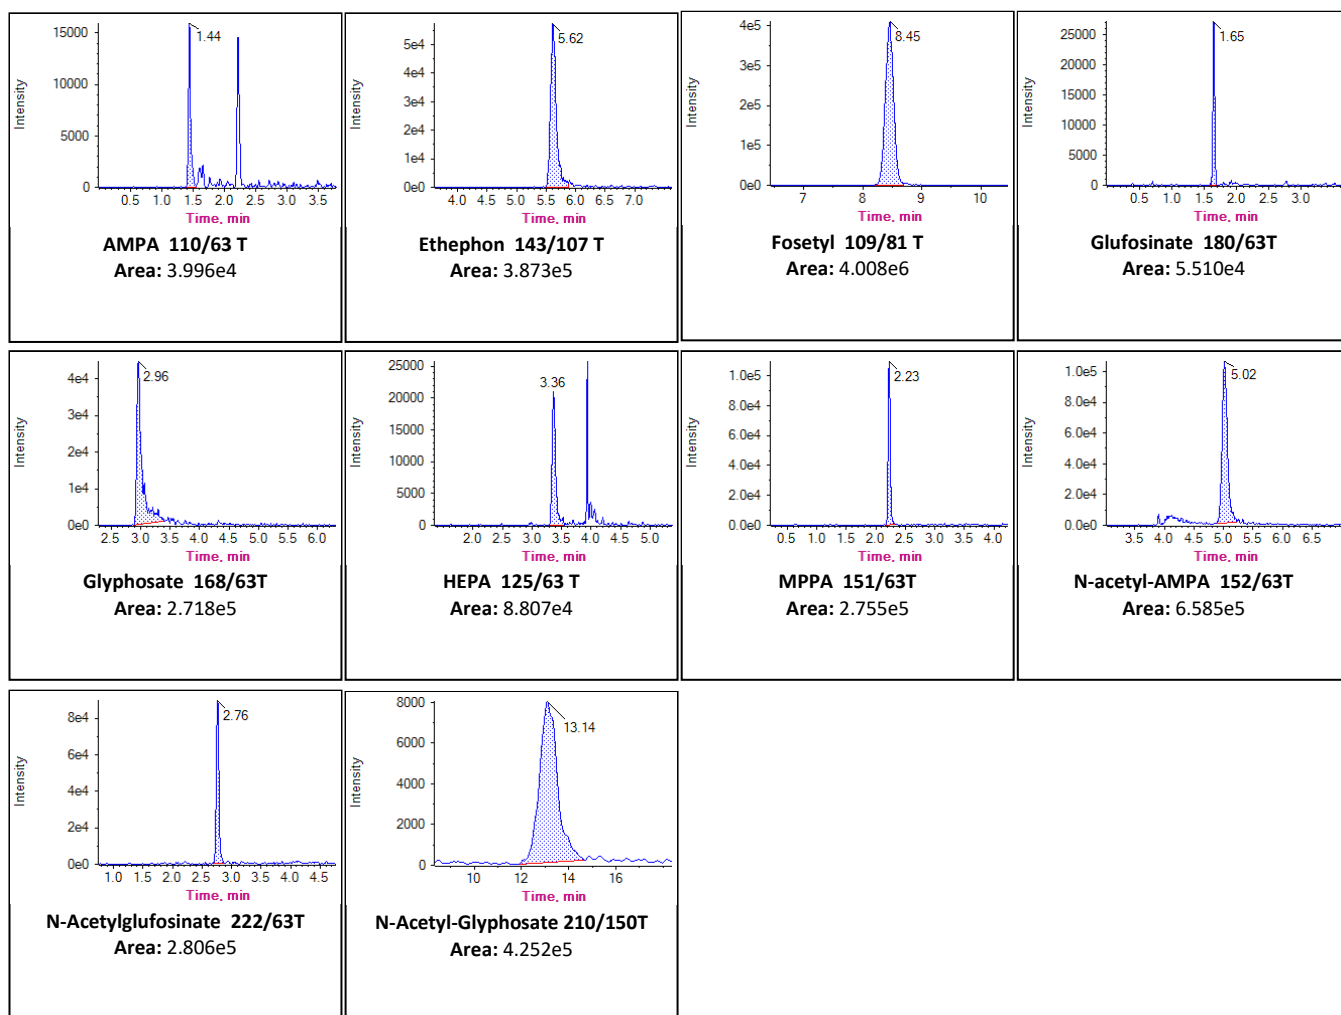 Intensity
15000
10000
5000
0
1.44
0.5 1.0 1.5 2.0 2.5 3.0 3.5
Time, min
AMPA 110/63 T
Area: 3.996e4
Intensity
5e4
4e4
3e4
2e4
1e4
0e0
5.62
4.0 4.5 5.0 5.5 6.0 6.5 7.0
Time, min
Ethephon 143/107 T
Area: 3.873e5
Intensity
4e5
3e5
2e5
1e5
0e0
8.45
7 8 9 10
Time, min
Fosetyl 109/81 T
Area: 4.008e6
Intensity
25000
20000
15000
10000
5000
0
1.65
0.5 1.0 1.5 2.0 2.5 3.0
Time, min
Glufosinate 180/63T
Area: 5.510e4
Intensity
4e4
3e4
2e4
1e4
0e0
2.96
2.5 3.0 3.5 4.0 4.5 5.0 5.5 6.0
Time, min
Glyphosate 168/63T
Area: 2.718e5
Intensity
25000
20000
15000
10000
5000
0
3.36
2.0 2.5 3.0 3.5 4.0 4.5 5.0
Time, min
HEPA 125/63 T
Area: 8.807e4
Intensity
1.0e5
8.0e4
6.0e4
4.0e4
2.0e4
0.0e0
2.23
0.5 1.0 1.5 2.0 2.5 3.0 3.5 4.0
Time, min
MPPA 151/63T
Area: 2.755e5
Intensity
1.0e5
8.0e4
6.0e4
4.0e4
2.0e4
0.0e0
5.02
3.5 4.0 4.5 5.0 5.5 6.0 6.5
Time, min
N-acetyl-AMPA 152/63T
Area: 6.585e5
Intensity
8e4
6e4
4e4
2e4
0e0
2.76
1.0 1.5 2.0 2.5 3.0 3.5 4.0 4.5
Time, min
N-Acetylglufosinate 222/63T
Area: 2.806e5
Intensity
8000
6000
4000
2000
0
13.14
10 12 14 16
Time, min
N-Acetyl-Glyphosate 210/150T
Area: 4.252e5